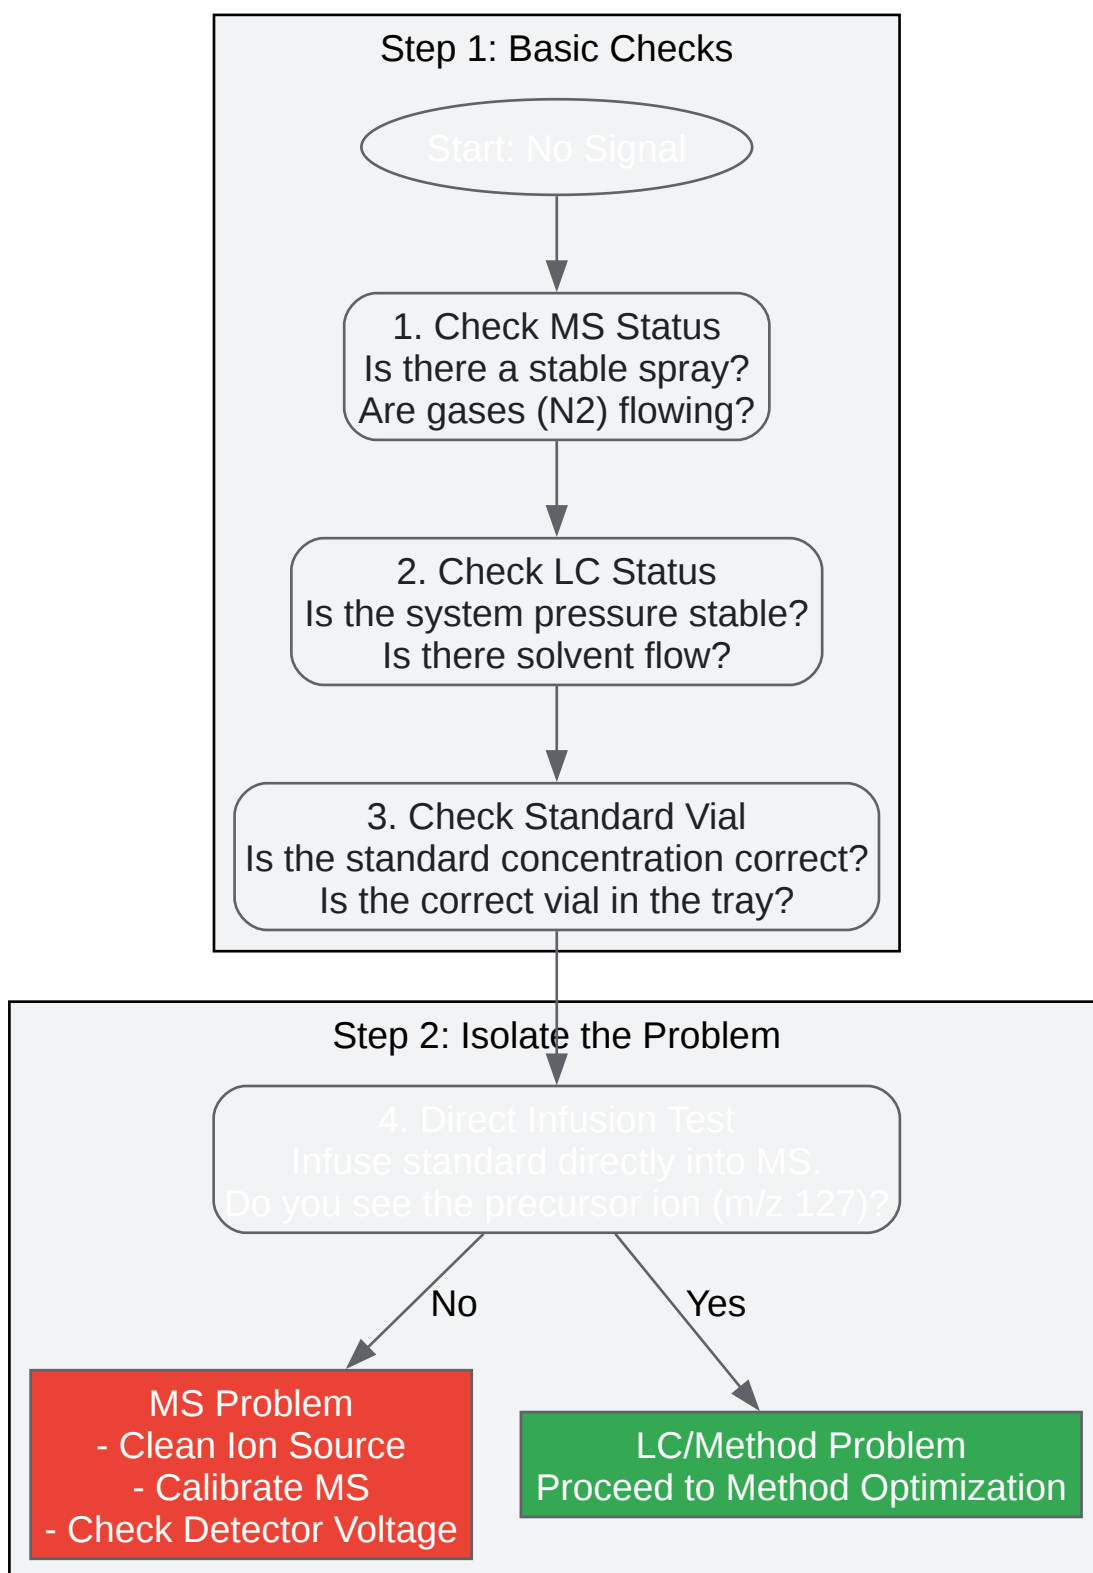 Step 1: Basic Checks
Start: No Signal
1. Check MS Status
Is there a stable spray?
Are gases (N2) flowing?
2. Check LC Status
Is the system pressure stable?
Is there solvent flow?
3. Check Standard Vial
Is the standard concentration correct?
Is the correct vial in the tray?
Step 2: Isolate the Problem
4. Direct Infusion Test
Infuse standard directly into MS.
Do you see the precursor ion (m/z 127)?
No
Yes
MS Problem
- Clean Ion Source
- Calibrate MS
- Check Detector Voltage
LC/Method Problem
Proceed to Method Optimization